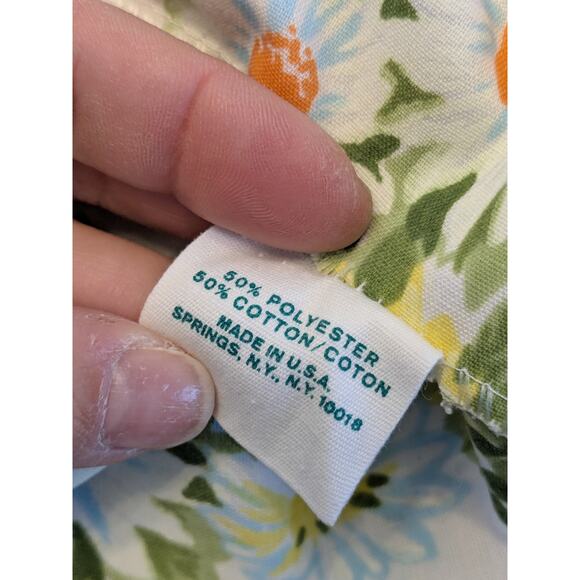 50% POLYESTER
50% COTTON/COTON
MADE IN U.S.A.
SPRINGS, N.Y., N.Y. 10018